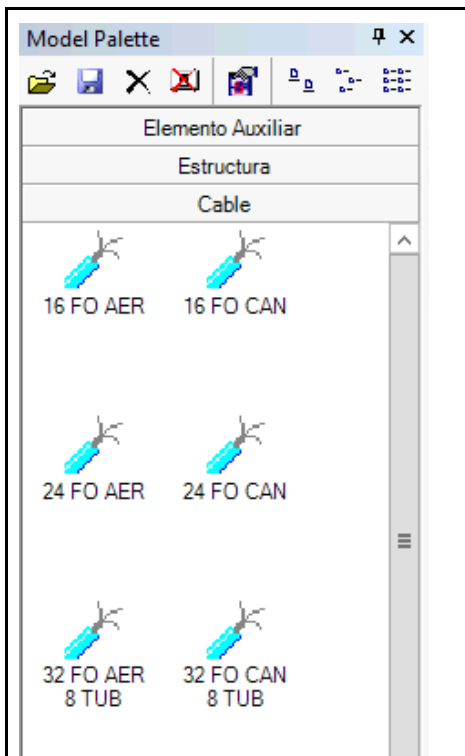 Model Palette
Elemento Auxiliar
Estructura
Cable
16 FO AER 16 FO CAN
24 FO AER 24 FO CAN
32 FO AER 32 FO CAN
8 TUB 8 TUB